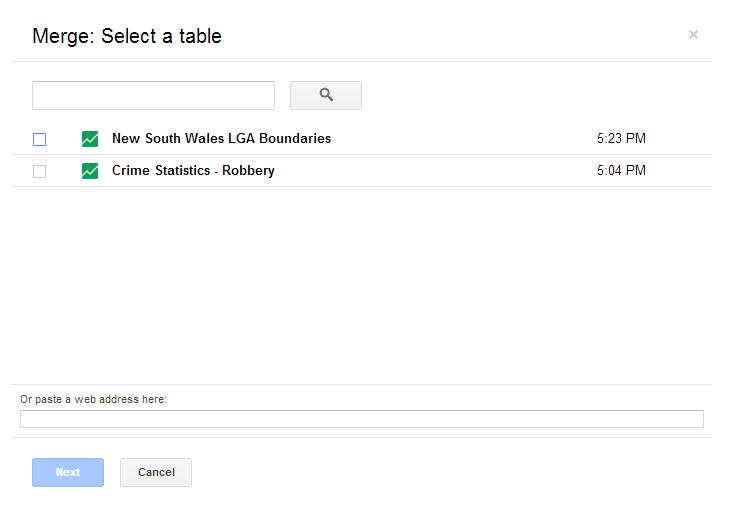 Merge: Select a table
New South Wales LGA Boundaries 5:23 PM
Crime Statistics - Robbery 5:04 PM
Or paste a web address here:
Next Cancel